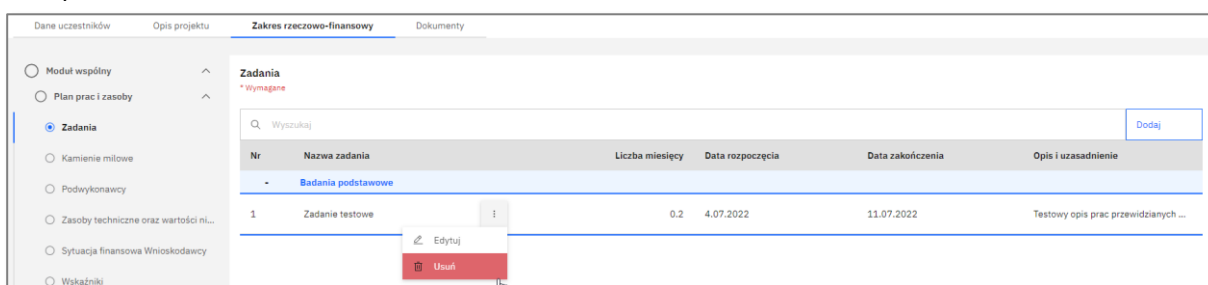 Dane uczestników Opis projektu Zakres rzeczowo-finansowy Dokumenty
Moduł wspólny
Plan prac i zasoby
Zadania
Kamienie milowe
Podwykonawcy
Zasoby techniczne oraz wartości ni...
Sytuacja finansowa Wnioskodawcy
Wskaźniki
Zadania
* Wymagane
Wyszukaj Dodaj
Nr Nazwa zadania Liczba miesięcy Data rozpoczęcia Data zakończenia Opis i uzasadnienie
- Badania podstawowe
1 Zadanie testowe 0.2 4.07.2022 11.07.2022 Testowy opis prac przewidzianych ...
Edytuj
Usuń